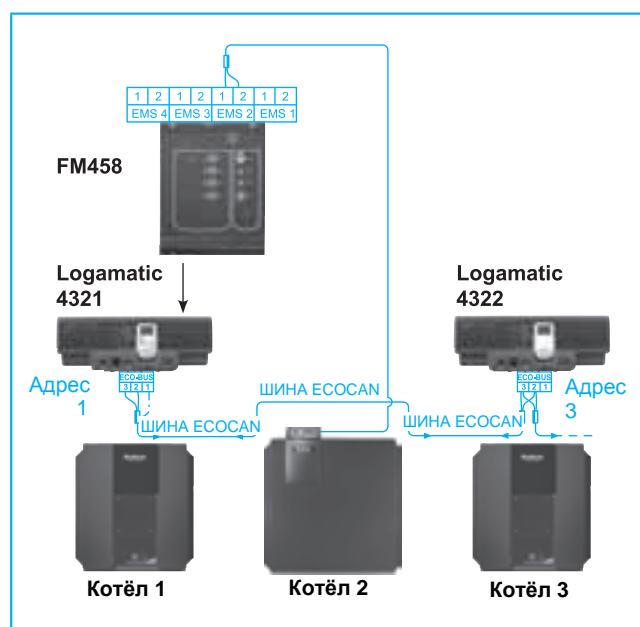 1 2 1 2 1 2 1 2
EMS 4 EMS 3 EMS 2 EMS 1
FM458
Logamatic
4321
Logamatic
4322
ECO-BUS
3 2 1
Адрес
1
ECO-BUS
3 2 1
Адрес
3
ШИНА ECOCAN
ШИНА ECOCAN
ШИНА ECOCAN
Котёл 1
Котёл 2
Котёл 3